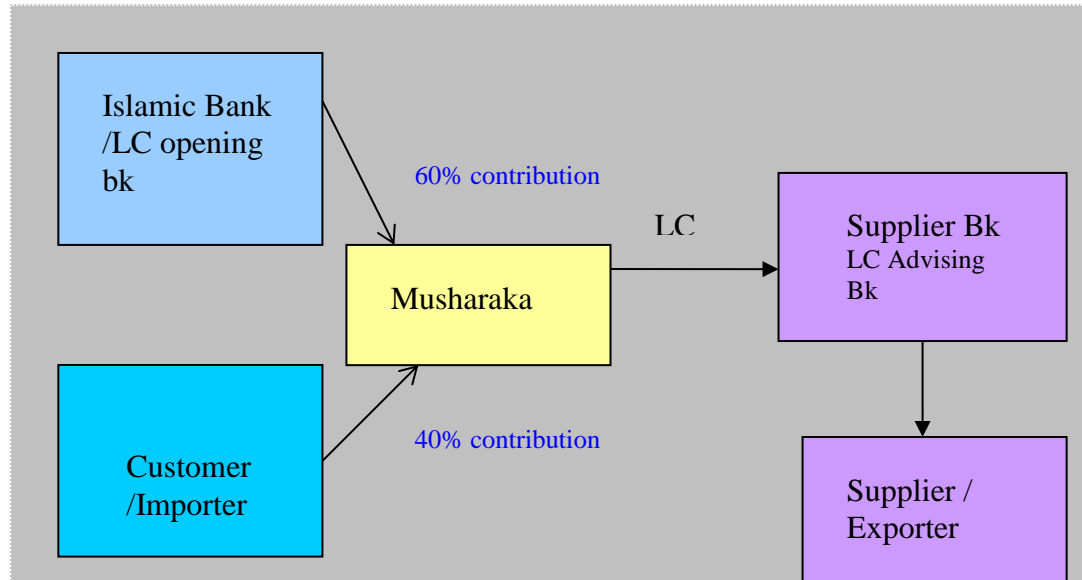 Islamic Bank
/LC opening
bk
60% contribution
LC
Supplier Bk
LC Advising
Bk
Musharaka
40% contribution
Customer
/Importer
Supplier /
Exporter